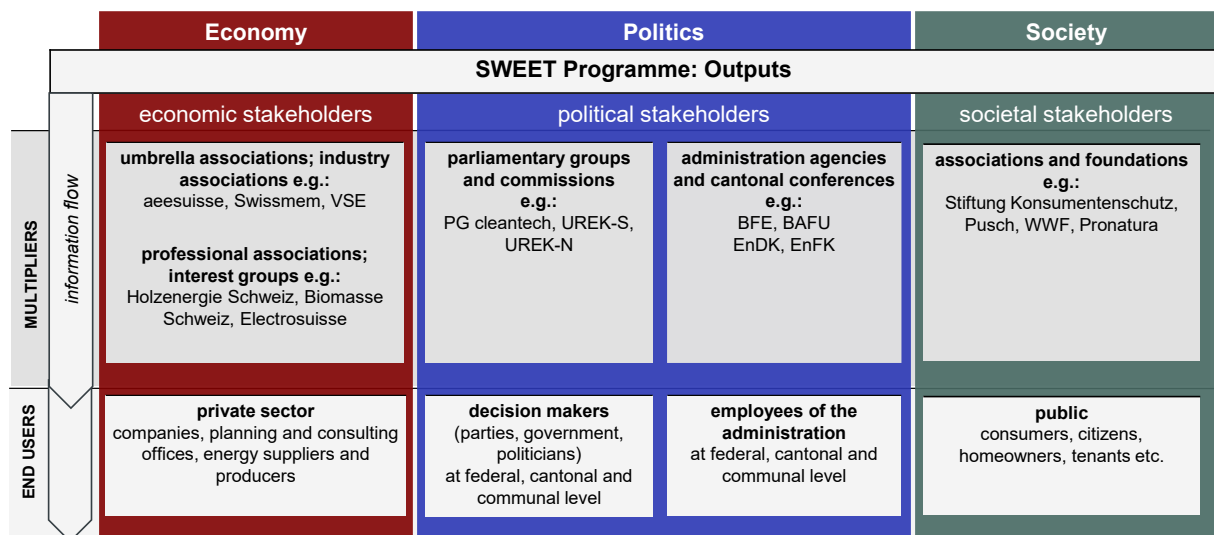 Economy
Politics
Society
SWEET Programme: Outputs
economic stakeholders
political stakeholders
societal stakeholders
MULTIPLIERS
information flow
umbrella associations; industry
associations e.g.:
aeesuisse, Swissmem, VSE
professional associations;
interest groups e.g.:
Holzenergie Schweiz, Biomasse
Schweiz, Electrosuisse
parliamentary groups
and commissions
e.g.:
PG cleantech, UREK-S,
UREK-N
administration agencies
and cantonal conferences
e.g.:
BFE, BAFU
EnDK, EnFK
associations and foundations
e.g.:
Stiftung Konsumentenschutz,
Pusch, WWF, Pronatura
END USERS
private sector
companies, planning and consulting
offices, energy suppliers and
producers
decision makers
(parties, government,
politicians)
at federal, cantonal and
communal level
employees of the
administration
at federal, cantonal and
communal level
public
consumers, citizens,
homeowners, tenants etc.